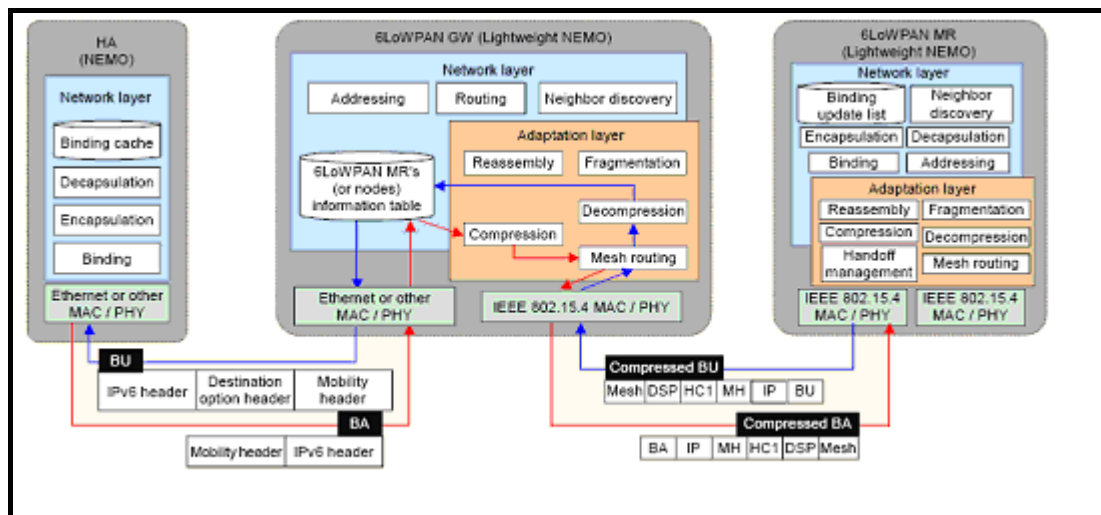 HA
(NEMO)
Network layer
Binding cache
Decapsulation
Encapsulation
Binding
Ethernet or other
MAC / PHY
6LoWPAN GW (Lightweight NEMO)
Network layer
Addressing
Routing
Neighbor discovery
Adaptation layer
Reassembly
Fragmentation
6LoWPAN MR's
(or nodes)
information table
Decompression
Compression
Mesh routing
Ethernet or other
MAC / PHY
IEEE 802.15.4 MAC / PHY
6LoWPAN MR
(Lightweight NEMO)
Network layer
Binding
update list
Neighbor
discovery
Encapsulation
Decapsulation
Binding
Addressing
Adaptation layer
Reassembly
Fragmentation
Compression
Decompression
Handoff
management
Mesh routing
IEEE 802.15.4
MAC / PHY
IEEE 802.15.4
MAC / PHY
BU
IPv6 header
Destination
option header
Mobility
header
BA
Mobility header
IPv6 header
Compressed BU
Mesh DSP HC1 MH IP BU
Compressed BA
BA IP MH HC1 DSP Mesh